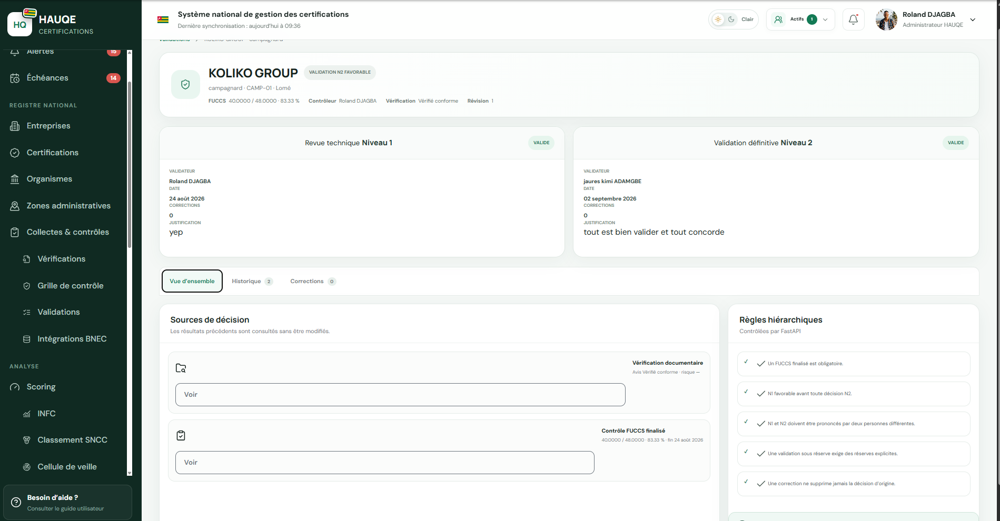 HQ
HAUQE
CERTIFICATIONS
Alertes 15
Échéances 14
REGISTRE NATIONAL
Entreprises
Certifications
Organismes
Zones administratives
Collectes & contrôles
Vérifications
Grille de contrôle
Validations
Intégrations BNEC
ANALYSE
Scoring
INFC
Classement SNCC
Cellule de veille
Besoin d’aide ?
Consulter le guide utilisateur
Système national de gestion des certifications
Dernière synchronisation : aujourd’hui à 09:36
Clair
Actifs 1
Roland DJAGBA
Administrateur HAUQE
Validations > KOLIKO GROUP · campagnard
KOLIKO GROUP VALIDATION N2 FAVORABLE
campagnard · CAMP-01 · Lomé
FUCCS 40.0000 / 48.0000 · 83.33 % Contrôleur Roland DJAGBA Vérification Vérifié conforme Révision 1
Revue technique Niveau 1 VALIDE
VALIDATEUR
Roland DJAGBA
DATE
24 août 2026
CORRECTIONS
0
JUSTIFICATION
yep
Validation définitive Niveau 2 VALIDE
VALIDATEUR
jaures kimi ADAMGBE
DATE
02 septembre 2026
CORRECTIONS
0
JUSTIFICATION
tout est bien valider et tout concorde
Vue d’ensemble Historique 2 Corrections 0
Sources de décision
Les résultats précédents sont consultés sans être modifiés.
Vérification documentaire
Avis Vérifié conforme · risque —
Voir
Contrôle FUCCS finalisé
40.0000 / 48.0000 · 83.33 % · fin 24 août 2026
Voir
Règles hiérarchiques
Contrôlées par FastAPI
✓ Un FUCCS finalisé est obligatoire.
✓ N1 favorable avant toute décision N2.
✓ N1 et N2 doivent être prononcés par deux personnes différentes.
✓ Une validation sous réserve exige des réserves explicites.
✓ Une correction ne supprime jamais la décision d’origine.